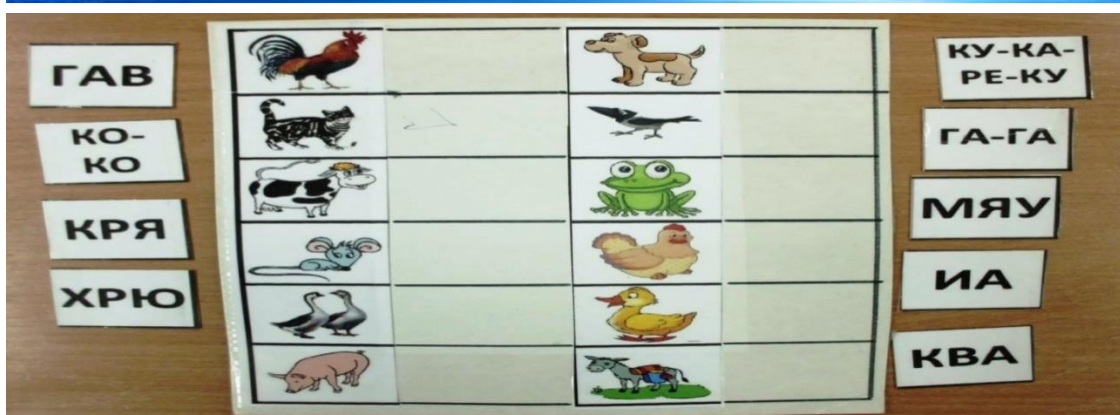 ГАВ
КО-
КО
КРЯ
ХРЮ
КУ-КА-
РЕ-КУ
ГА-ГА
МЯУ
ИА
КВА